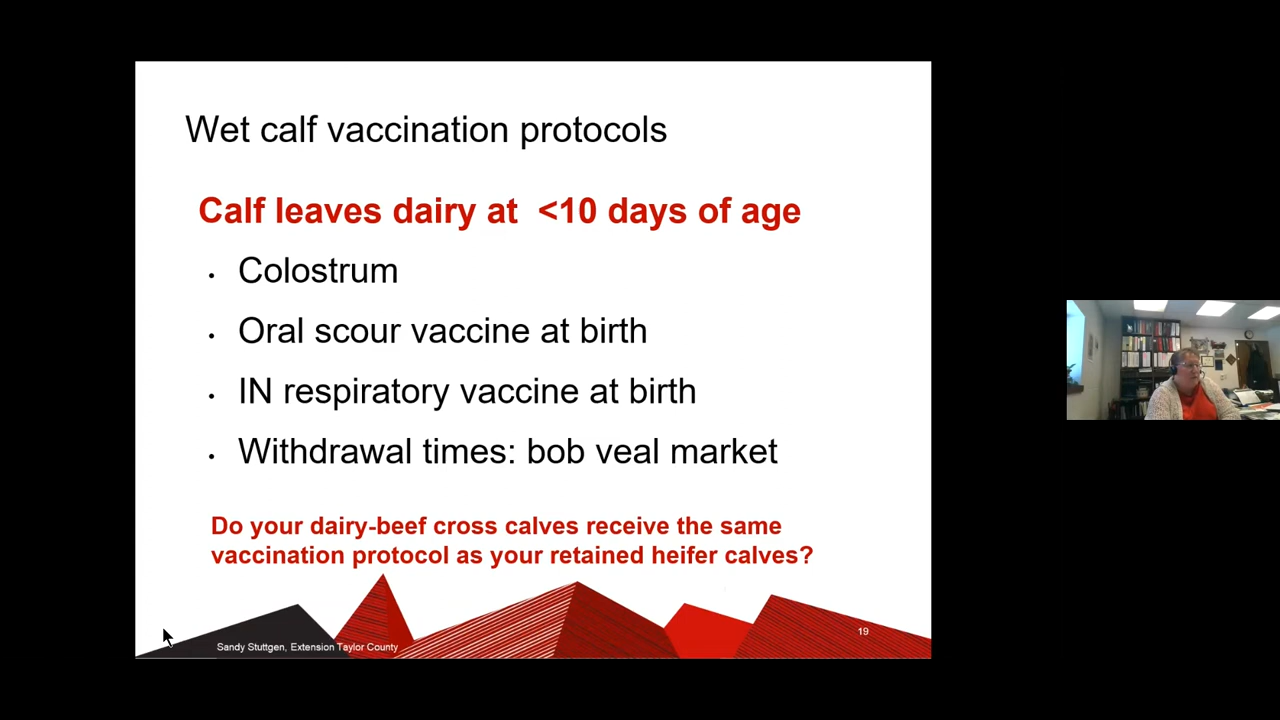 Wet calf vaccination protocols
Calf leaves dairy at <10 days of age
• Colostrum
• Oral scour vaccine at birth
• IN respiratory vaccine at birth
• Withdrawal times: bob veal market
Do your dairy-beef cross calves receive the same
vaccination protocol as your retained heifer calves?
Sandy Stuttgen, Extension Taylor County
19